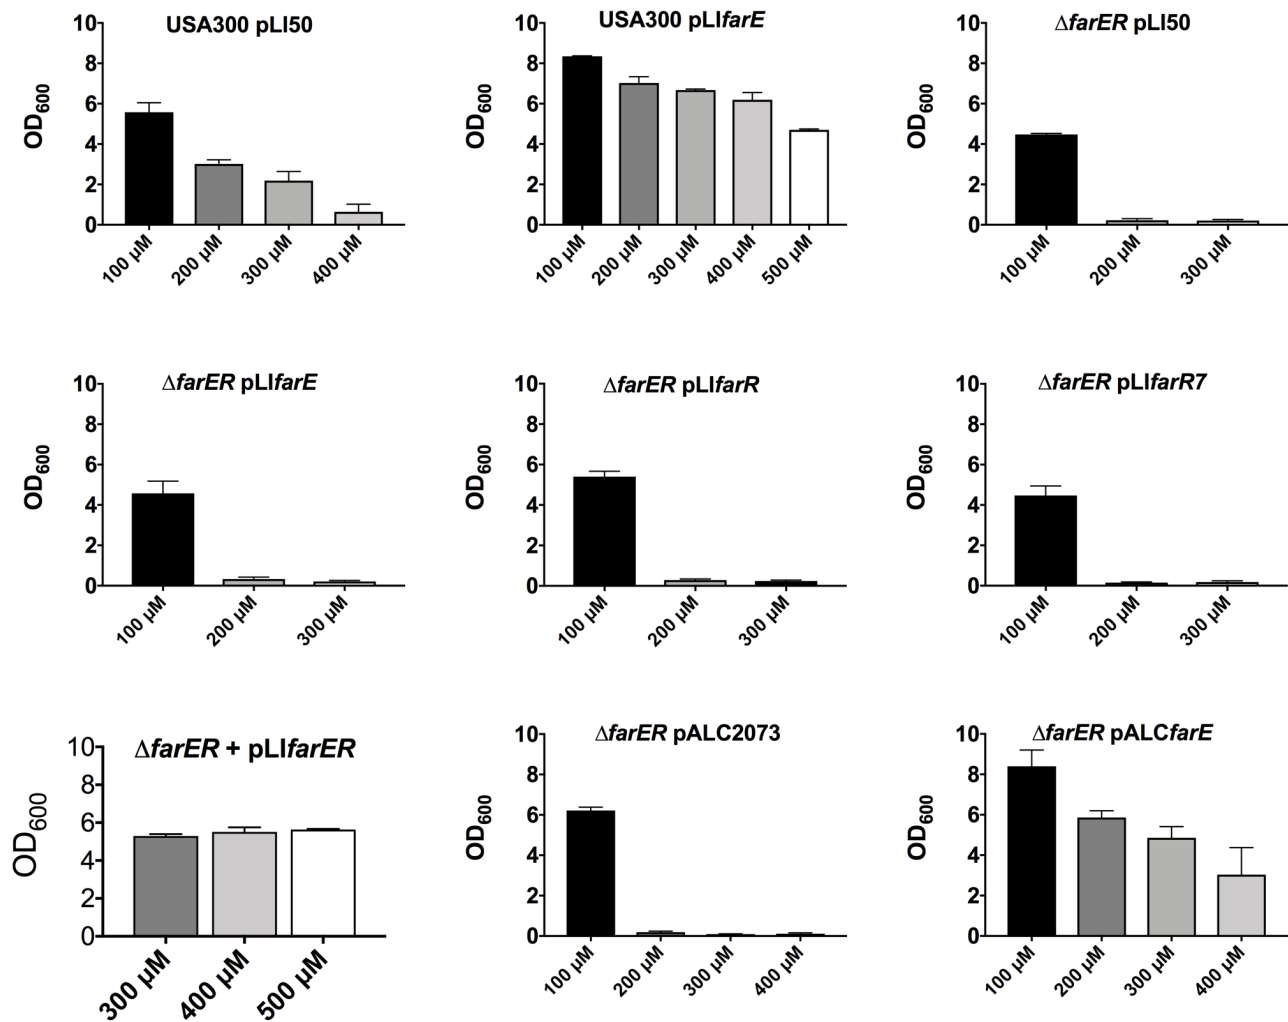 USA300 pLI50
OD600
10
8
6
4
2
0
100 µM
200 µM
300 µM
400 µM
USA300 pLIfarE
OD600
10
8
6
4
2
0
100 µM
200 µM
300 µM
400 µM
500 µM
ΔfarER pLI50
OD600
10
8
6
4
2
0
100 µM
200 µM
300 µM
ΔfarER pLIfarE
OD600
10
8
6
4
2
0
100 µM
200 µM
300 µM
ΔfarER pLIfarR
OD600
10
8
6
4
2
0
100 µM
200 µM
300 µM
ΔfarER pLIfarR7
OD600
10
8
6
4
2
0
100 µM
200 µM
300 µM
ΔfarER + pLIfarER
OD600
10
8
6
4
2
0
300 µM
400 µM
500 µM
ΔfarER pALC2073
OD600
10
8
6
4
2
0
100 µM
200 µM
300 µM
400 µM
ΔfarER pALCfarE
OD600
10
8
6
4
2
0
100 µM
200 µM
300 µM
400 µM